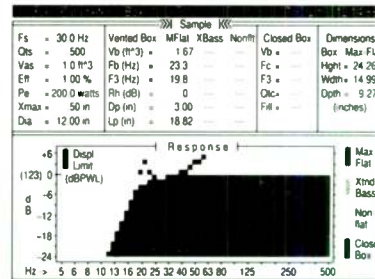 Sample
Fs = 30.0 Hz
Qts = 500
Vas = 1.0 ft^3
Eff = 1.00 %
Pe = 200.0 watts
Xmax = 50 in
Dia = 12.00 in
Vented Box MFlat XBass Nonflt
Vb (ft^3) = 1.67
Fb (Hz) = 23.3
F3 (Hz) = 19.8
Rh (dB) = 0
Dp (in) = 3.00
Lp (in) = 18.82
Closed Box
Vb =
Fc =
F3 =
Qtc=
Fill =
Dimensions
Box Max Fl
Hght = 24.26
Wdth = 14.99
Dpth = 9.27
(inches)
Response
Displ
Limit
(dBPWL)
+6
+3
(123) 0
-6
-12
-18
-24
d
B
Hz > 5 6 8 10 13 16 20 25 32 40 50 63 80 125 250 500
Max
Flat
Xtnd
Bass
Non
flat
Close
Box